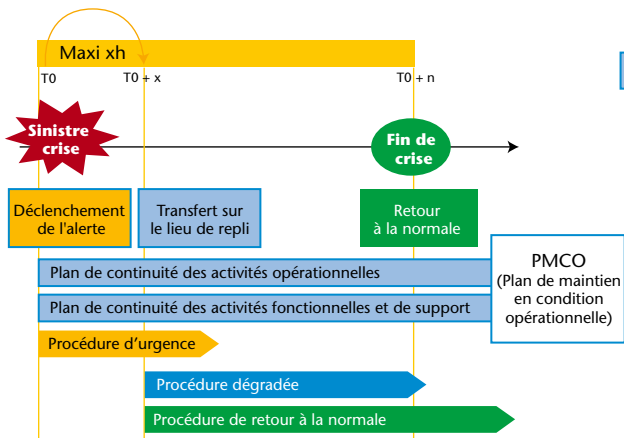 Maxi xh
T0
T0 + x
T0 + n
Sinistre
crise
Fin de
crise
Déclenchement
de l'alerte
Transfert sur
le lieu de repli
Retour
à la normale
PMCO
(Plan de maintien
en condition
opérationnelle)
Plan de continuité des activités opérationnelles
Plan de continuité des activités fonctionnelles et de support
Procédure d’urgence
Procédure dégradée
Procédure de retour à la normale